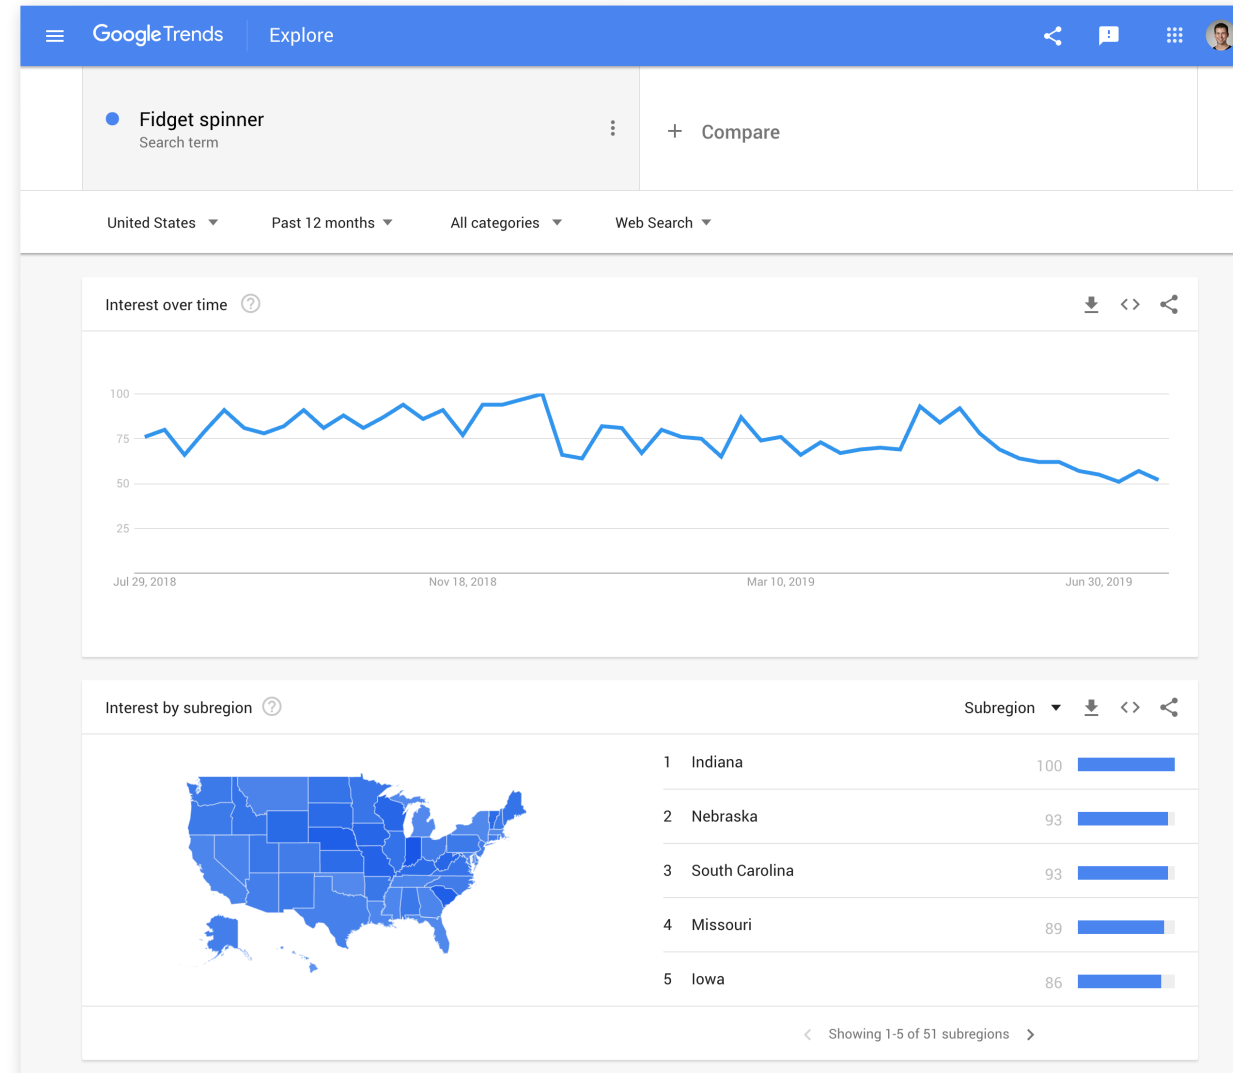 Google Trends Explore
Fidget spinner
Search term
+ Compare
United States Past 12 months All categories Web Search
Interest over time ?
100
75
50
25
Jul 29, 2018 Nov 18, 2018 Mar 10, 2019 Jun 30, 2019
Interest by subregion ? Subregion
1 Indiana 100
2 Nebraska 93
3 South Carolina 93
4 Missouri 89
5 Iowa 86
Showing 1-5 of 51 subregions